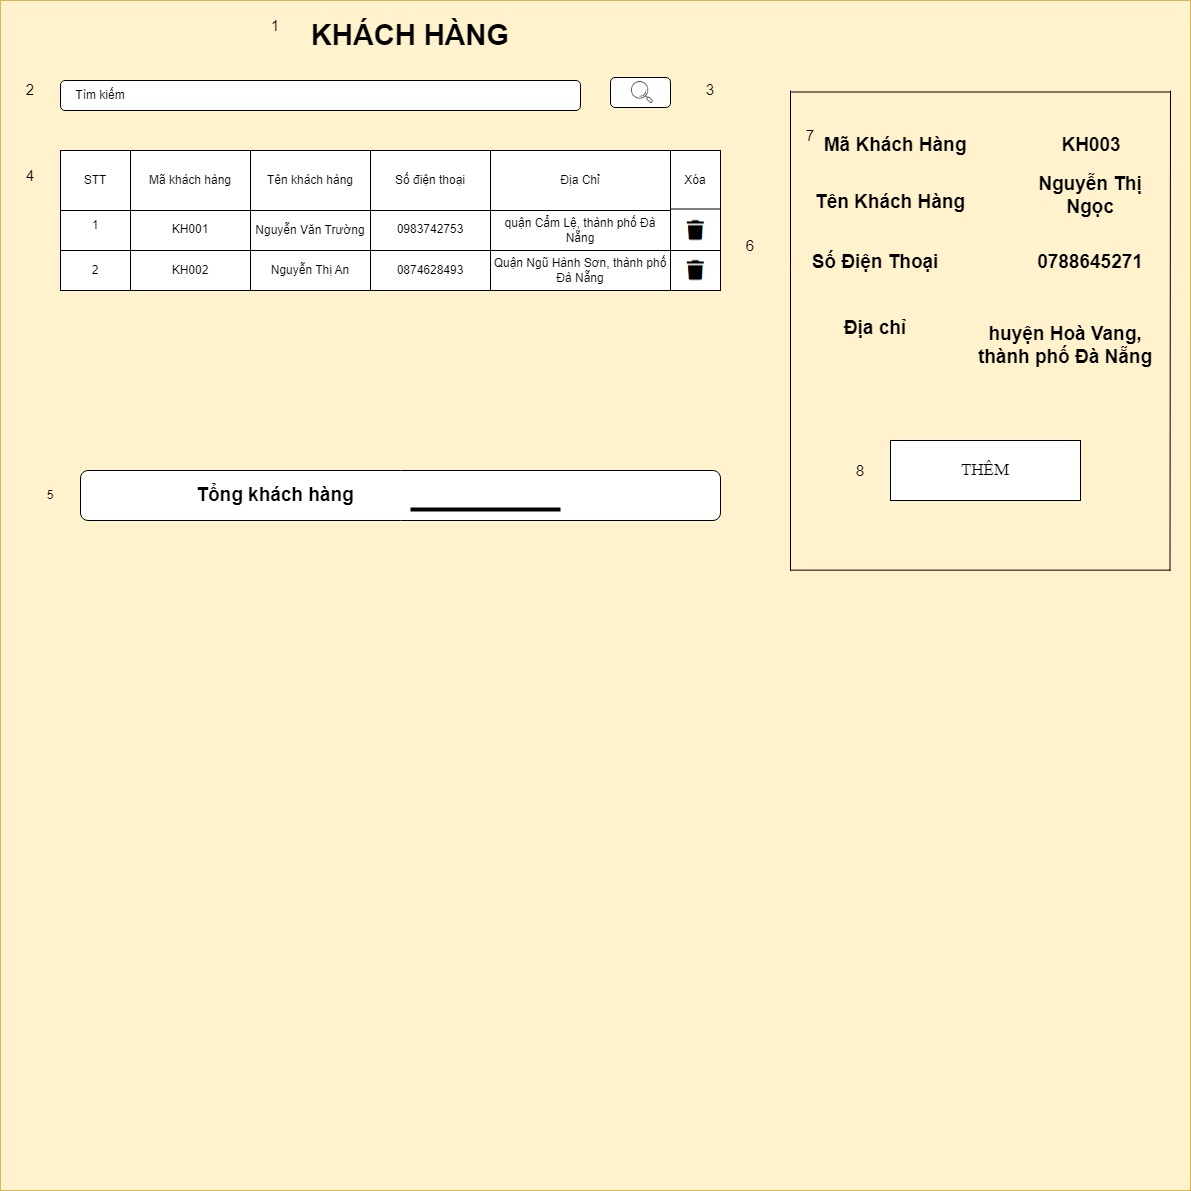 1
KHÁCH HÀNG
2
Tìm kiếm
3
4
STT Mã khách hàng Tên khách hàng Số điện thoại Địa Chỉ Xóa
1 KH001 Nguyễn Văn Trường 0983742753 quận Cẩm Lệ, thành phố Đà
Nẵng
2 KH002 Nguyễn Thị An 0874628493 Quận Ngũ Hành Sơn, thành phố
Đà Nẵng
5
Tổng khách hàng
6
7
Mã Khách Hàng KH003
Tên Khách Hàng Nguyễn Thị
Ngọc
Số Điện Thoại 0788645271
Địa chỉ huyện Hoà Vang,
thành phố Đà Nẵng
8
THÊM